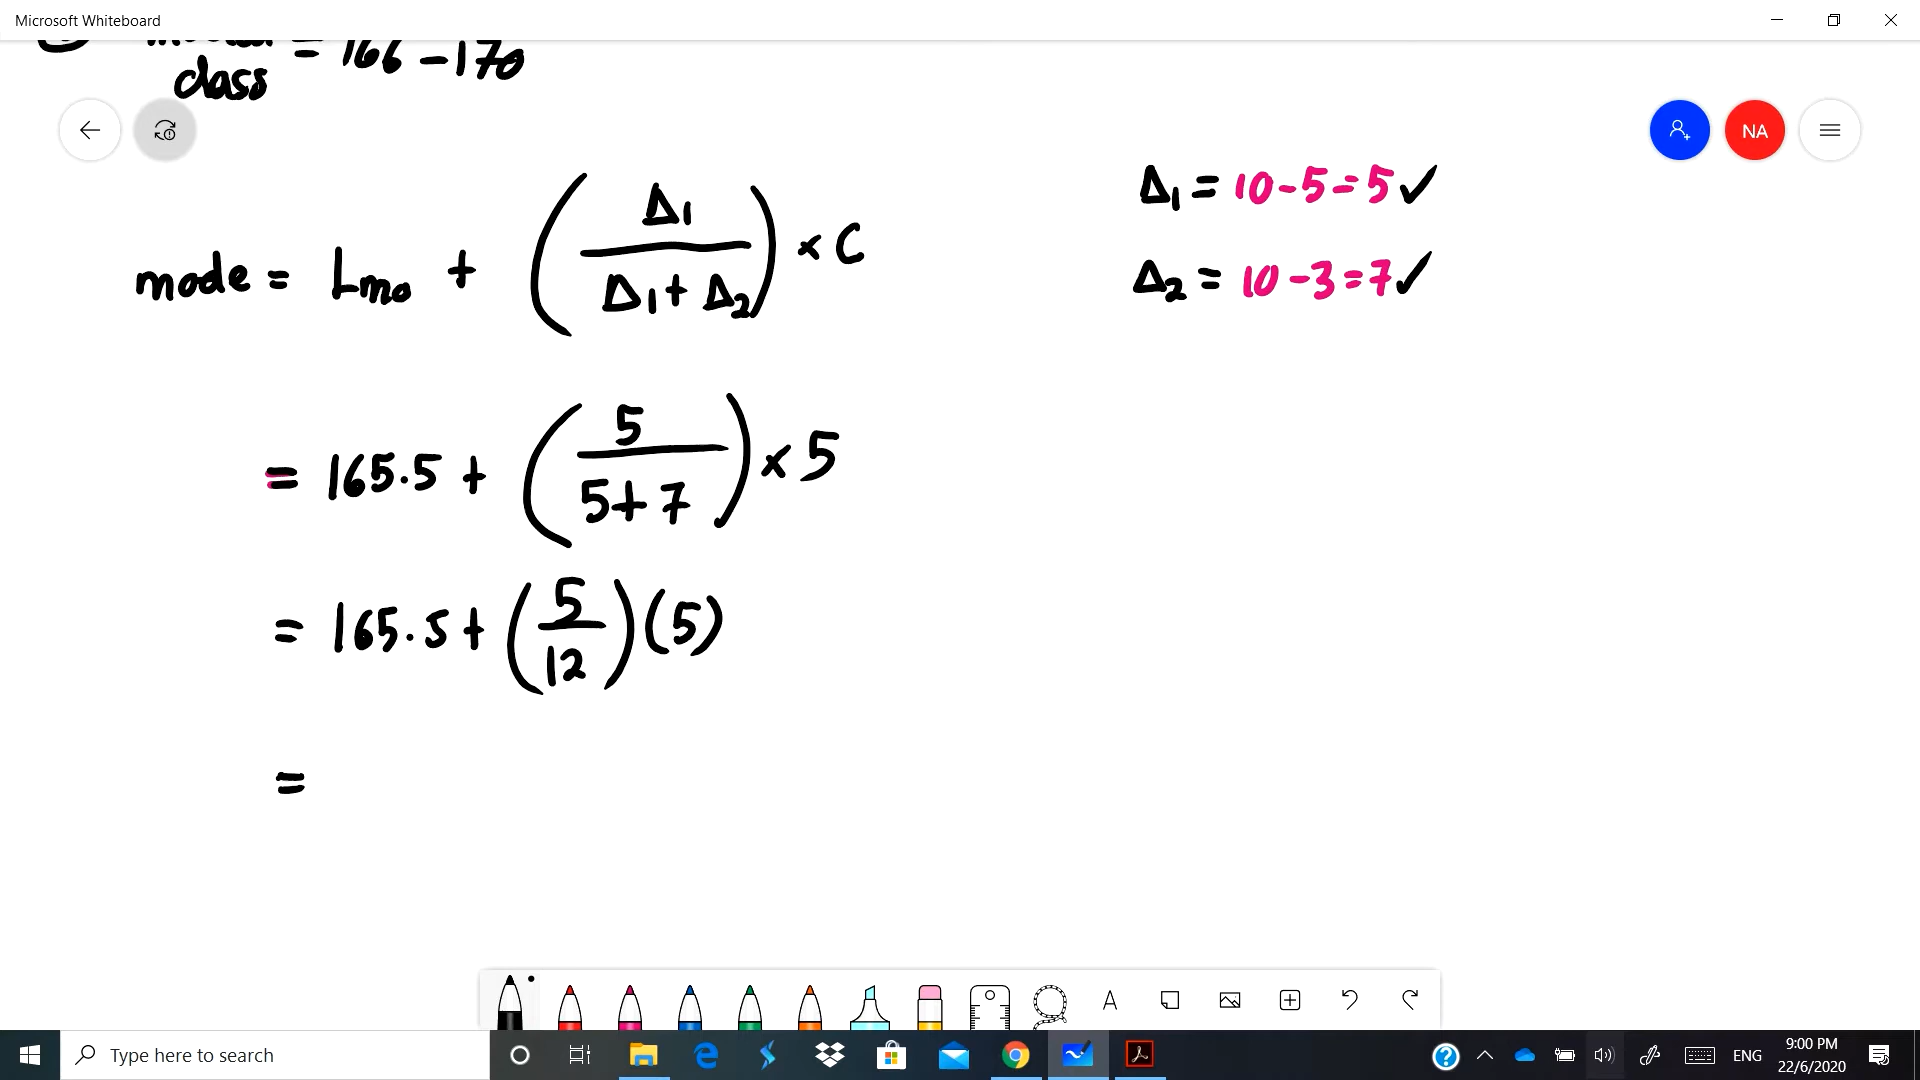 Microsoft Whiteboard
= 166 - 170
class
NA
Δ1 = 10 - 5 = 5 ✓
mode = Lmo + (Δ1 / Δ1 + Δ2) × C
Δ2 = 10 - 3 = 7 ✓
= 165.5 + (5 / 5 + 7) × 5
= 165.5 + (5 / 12) (5)
=
Type here to search
ENG
9:00 PM
22/6/2020